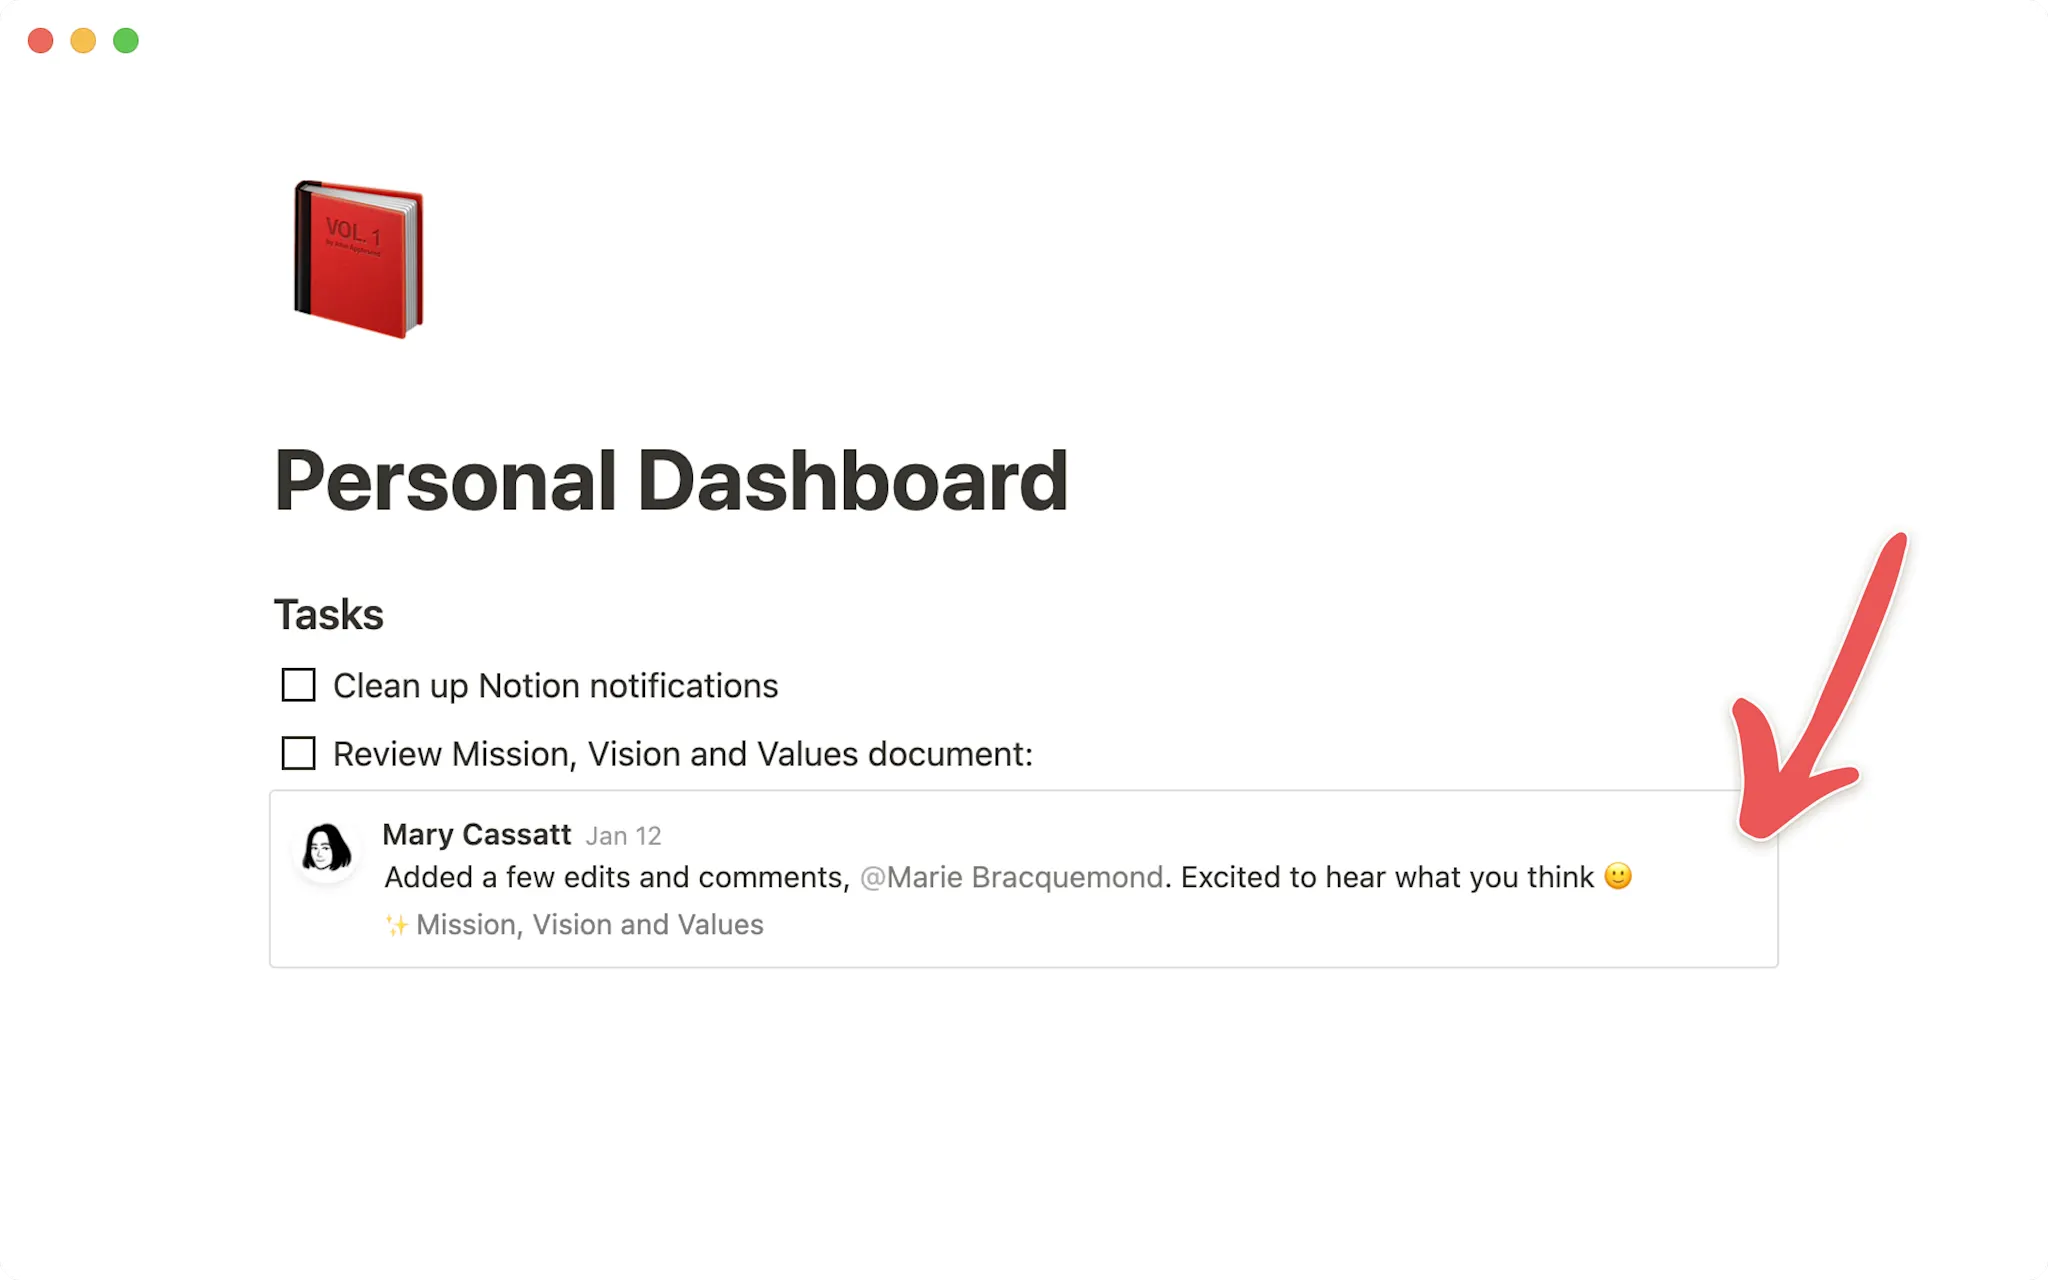 VOL. 1
Personal Dashboard
Tasks
Clean up Notion notifications
Review Mission, Vision and Values document:
Mary Cassatt Jan 12
Added a few edits and comments, @Marie Bracquemond. Excited to hear what you think 🙂
✨ Mission, Vision and Values